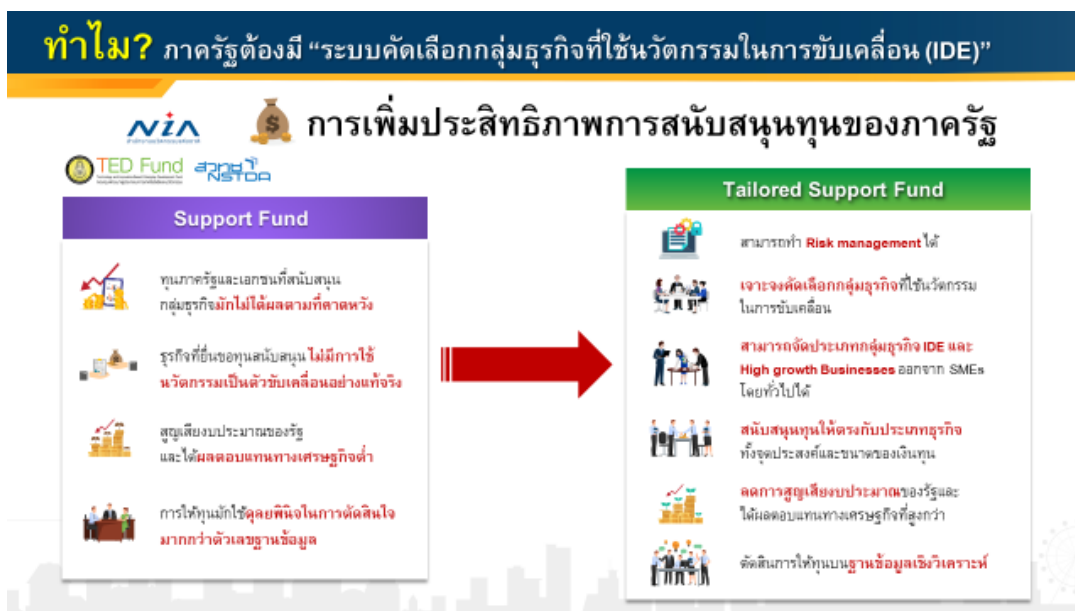 ทำไม? ภาครัฐต้องมี “ระบบคัดเลือกกลุ่มธุรกิจที่ใช้นวัตกรรมในการขับเคลื่อน (IDE)”
NIA
การเพิ่มประสิทธิภาพการสนับสนุนทุนของภาครัฐ
TED Fund
สวทช
NSTDA
Support Fund
ทุนภาครัฐและเอกชนที่สนับสนุน
กลุ่มธุรกิจมักไม่ได้ผลตามที่คาดหวัง
ธุรกิจที่ยื่นขอทุนสนับสนุน ไม่มีการใช้
นวัตกรรมเป็นตัวขับเคลื่อนอย่างแท้จริง
สูญเสียงบประมาณของรัฐ
และได้ผลตอบแทนทางเศรษฐกิจต่ำ
การให้ทุนมักใช้ดุลยพินิจในการตัดสินใจ
มากกว่าตัวเลขฐานข้อมูล
Tailored Support Fund
สามารถทำ Risk management ได้
เจาะจงคัดเลือกกลุ่มธุรกิจที่ใช้นวัตกรรม
ในการขับเคลื่อน
สามารถจัดประเภทกลุ่มธุรกิจ IDE และ
High growth Businesses ออกจาก SMEs
โดยทั่วไปได้
สนับสนุนทุนให้ตรงกับประเภทธุรกิจ
ทั้งจุดประสงค์และขนาดของเงินทุน
ลดการสูญเสียงบประมาณของรัฐและ
ได้ผลตอบแทนทางเศรษฐกิจที่สูงกว่า
ตัดสินการให้ทุนบนฐานข้อมูลเชิงวิเคราะห์